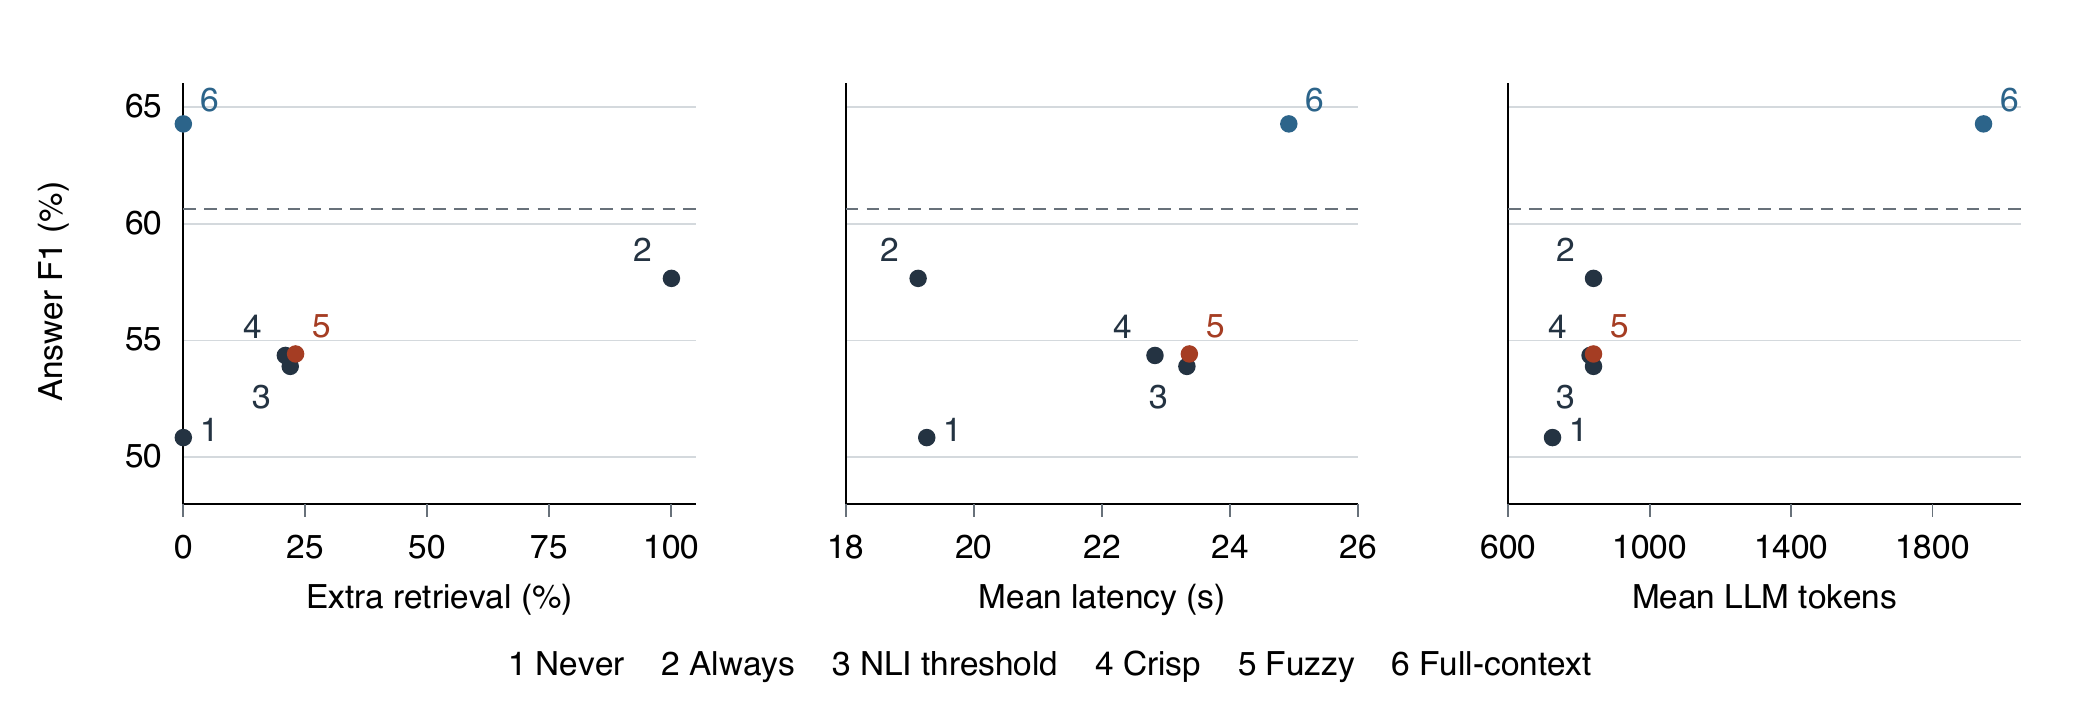 65
60
55
50
Answer F1 (%)
6
2
4 5
3
1
0 25 50 75 100
Extra retrieval (%)
6
2
4 5
3
1
18 20 22 24 26
Mean latency (s)
6
2
4 5
3
1
600 1000 1400 1800
Mean LLM tokens
1 Never 2 Always 3 NLI threshold 4 Crisp 5 Fuzzy 6 Full-context